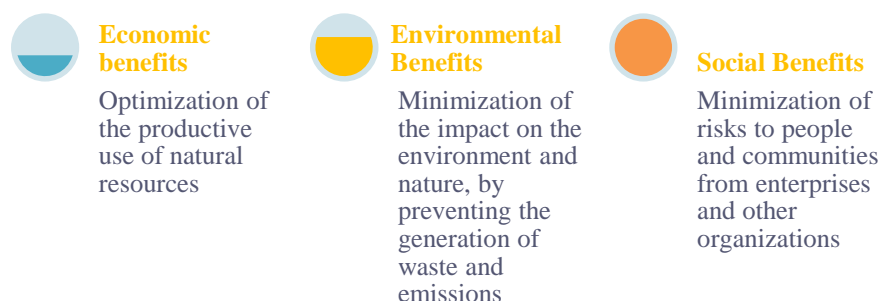 Economic
benefits
Optimization of
the productive
use of natural
resources
Environmental
Benefits
Minimization of
the impact on the
environment and
nature, by
preventing the
generation of
waste and
emissions
Social Benefits
Minimization of
risks to people
and communities
from enterprises
and other
organizations